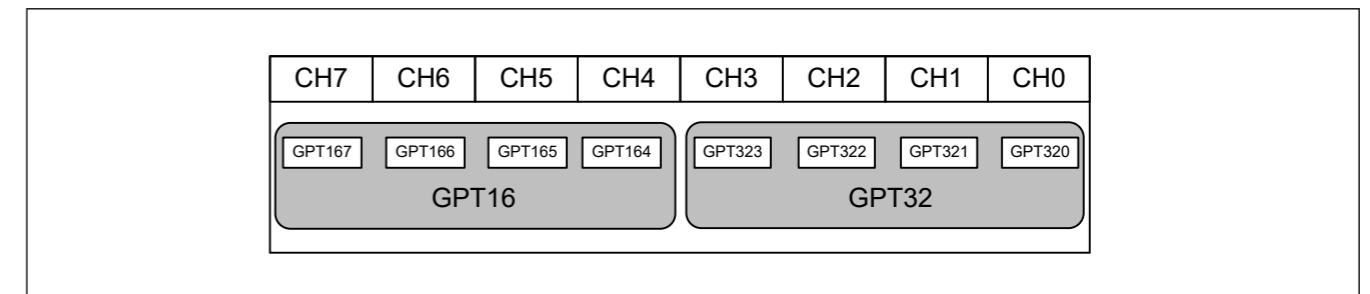 CH7 CH6 CH5 CH4 CH3 CH2 CH1 CH0
GPT167 GPT166 GPT165 GPT164 GPT323 GPT322 GPT321 GPT320
GPT16 GPT32